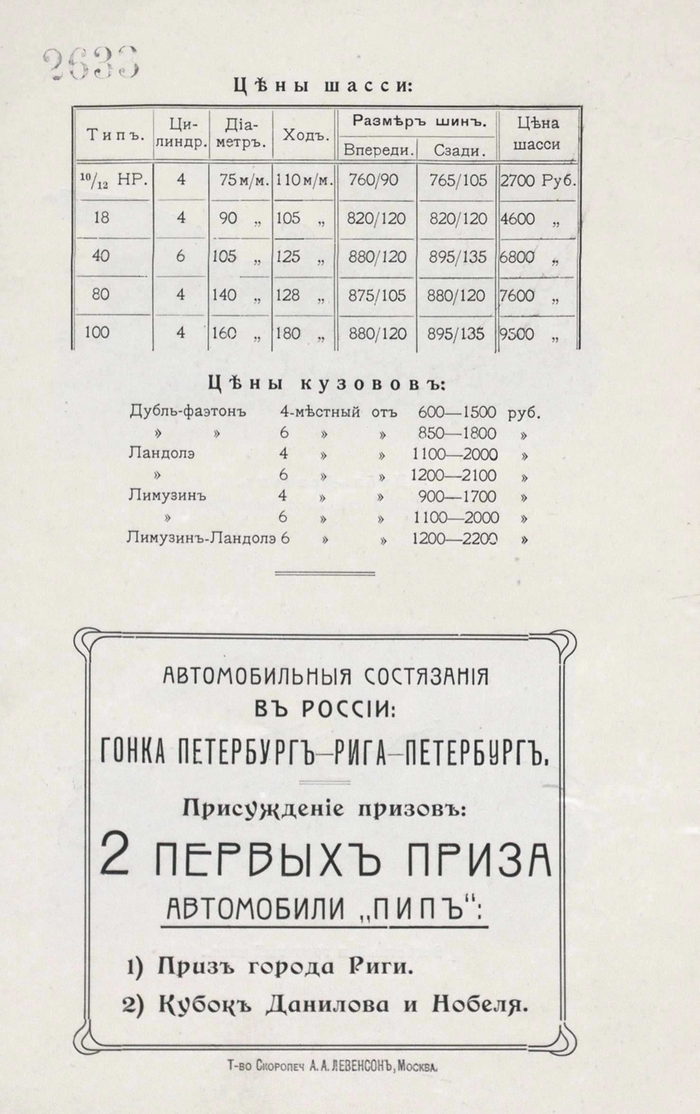 2633
Цѣны шасси:
Типъ. Ци-линдр. Діа-метръ. Ходъ. Размѣръ шинъ. Впереди. Сзади. Цѣна шасси
10/12 HP. 4 75 м/м. 110 м/м. 760/90 765/105 2700 Руб.
18 4 90 „ 105 „ 820/120 820/120 4600 „
40 6 105 „ 125 „ 880/120 895/135 6800 „
80 4 140 „ 128 „ 875/105 880/120 7600 „
100 4 160 „ 180 „ 880/120 895/135 9500 „
Цѣны кузововъ:
Дубль-фаэтонъ 4-мѣстный отъ 600—1500 руб.
» » 6 » » 850—1800 »
Ландолэ 4 » » 1100—2000 »
» 6 » » 1200—2100 »
Лимузинъ 4 » » 900—1700 »
» 6 » » 1100—2000 »
Лимузинъ-Ландолэ 6 » » 1200—2200 »
АВТОМОБИЛЬНЫЯ СОСТЯЗАНІЯ
ВЪ РОССІИ:
ГОНКА ПЕТЕРБУРГЪ—РИГА—ПЕТЕРБУРГЪ.
Присужденіе призовъ:
2 ПЕРВЫХЪ ПРИЗА
АВТОМОБИЛИ „ПИПЪ“:
1) Призъ города Риги.
2) Кубокъ Данилова и Нобеля.
Т-во Скоропеч А. А. ЛЕВЕНСОНЪ, Москва.